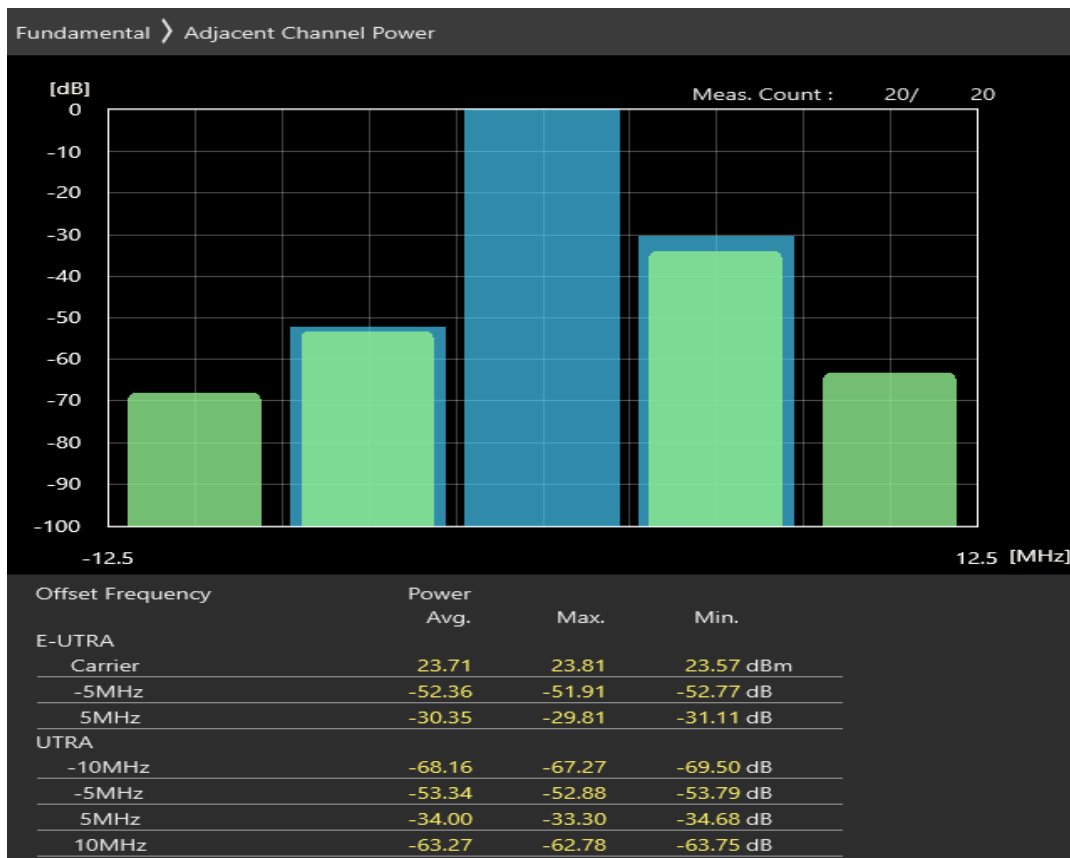 Fundamental 〉 Adjacent Channel Power
[dB]
Meas. Count : 20/ 20
0
-10
-20
-30
-40
-50
-60
-70
-80
-90
-100
-12.5 12.5 [MHz]
Offset Frequency Power
Avg. Max. Min.
E-UTRA
Carrier 23.71 23.81 23.57 dBm
-5MHz -52.36 -51.91 -52.77 dB
5MHz -30.35 -29.81 -31.11 dB
UTRA
-10MHz -68.16 -67.27 -69.50 dB
-5MHz -53.34 -52.88 -53.79 dB
5MHz -34.00 -33.30 -34.68 dB
10MHz -63.27 -62.78 -63.75 dB